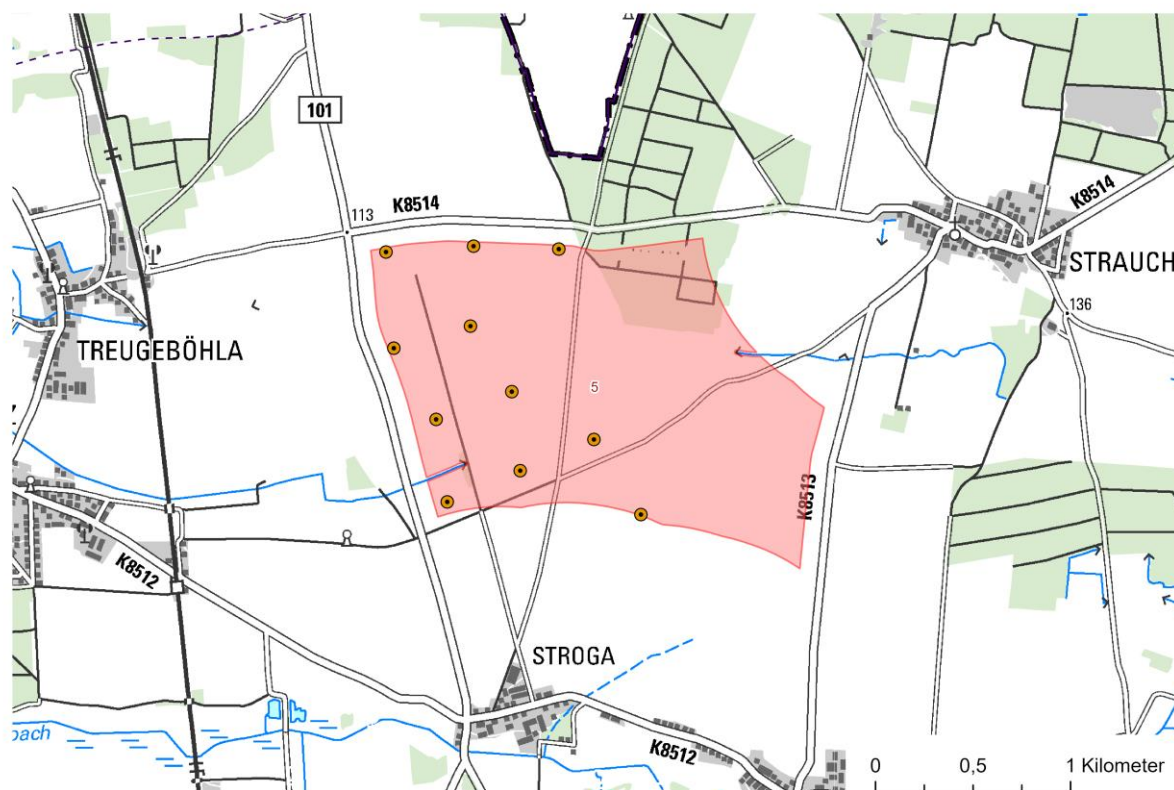 101
113
K8514
K8514
STRAUCH
136
TREUGEBÖHLA
5
K8513
K8512
STROGA
bach
K8512
0 0,5 1 Kilometer